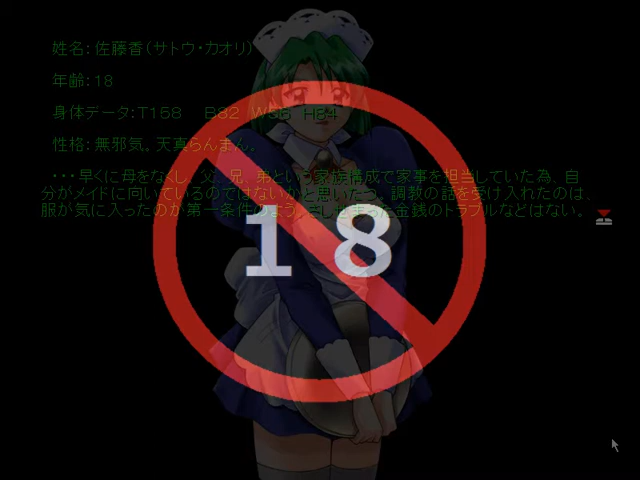 姓名:佐藤香(サトウ・カオリ)
年齢:18
身体データ:T158 B82 W56 H84
性格:無邪気。天真らんまん。
・・・早くに母をなくし、父、兄、弟という家族構成で家事を担当していた為、自
分がメイドに向いているのではないかと思いたつ。調教の話を受け入れたのは、
服が気に入ったのが第一条件のよう
金銭のトラブルなどはない。
18